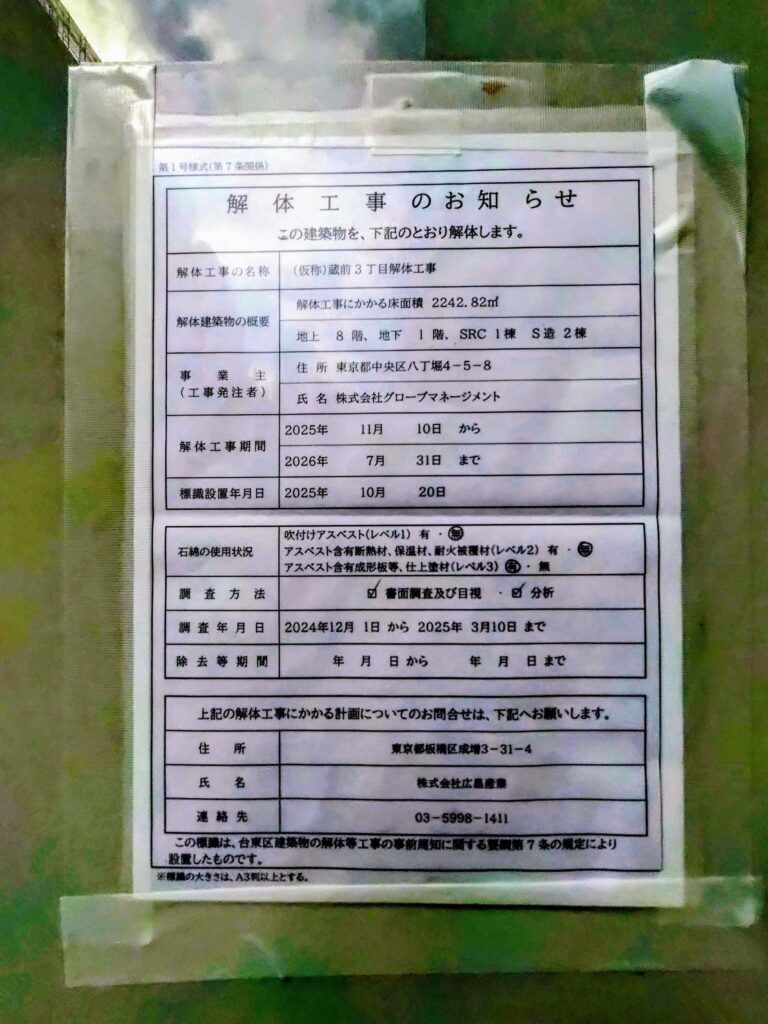 第1号様式(第7条関係)
解体工事のお知らせ
この建築物を、下記のとおり解体します。
解体工事の名称 (仮称)蔵前3丁目解体工事
解体建築物の概要 解体工事にかかる床面積 2242.82㎡
地上 8 階、地下 1 階、SRC 1棟 S造 2棟
事業主 住所 東京都中央区八丁堀4-5-8
(工事発注者) 氏名 株式会社グローブマネージメント
解体工事期間 2025年 11月 10日 から
2026年 7月 31日 まで
標識設置年月日 2025年 10月 20日
石綿の使用状況 吹付けアスベスト(レベル1) 有 ・ 無
アスベスト含有断熱材、保温材、耐火被覆材(レベル2) 有 ・ 無
アスベスト含有成形板等、仕上塗材(レベル3) 有 ・ 無
調査方法 ☑ 書面調査及び目視 ・ ☑ 分析
調査年月日 2024年12月 1日 から 2025年 3月10日 まで
除去等期間 年 月 日 から 年 月 日 まで
上記の解体工事にかかる計画についてのお問合せは、下記へお願いします。
住所 東京都板橋区成増3-31-4
氏名 株式会社広畠産業
連絡先 03-5998-1411
この標識は、台東区建築物の解体等工事の事前周知に関する要綱第7条の規定により
設置したものです。
※標識の大きさは、A3判以上とする。